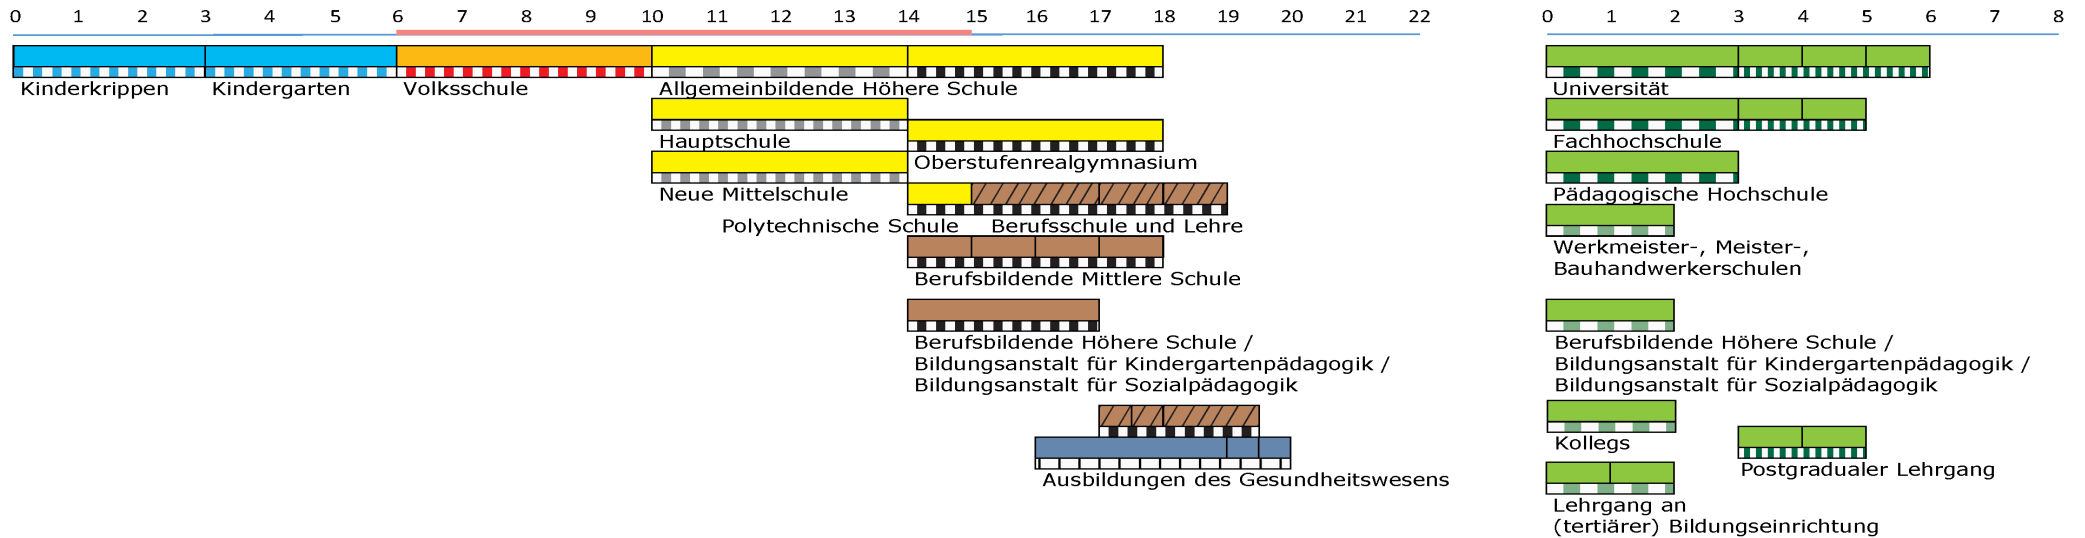 0 1 2 3 4 5 6 7 8 9 10 11 12 13 14 15 16 17 18 19 20 21 22
0 1 2 3 4 5 6 7 8
Kinderkrippen
Kindergarten
Volksschule
Allgemeinbildende Höhere Schule
Hauptschule
Oberstufenrealgymnasium
Neue Mittelschule
Polytechnische Schule
Berufsschule und Lehre
Berufsbildende Mittlere Schule
Berufsbildende Höhere Schule /
Bildungsanstalt für Kindergartenpädagogik /
Bildungsanstalt für Sozialpädagogik
Ausbildungen des Gesundheitswesens
Universität
Fachhochschule
Pädagogische Hochschule
Werkmeister-, Meister-,
Bauhandwerkerschulen
Berufsbildende Höhere Schule /
Bildungsanstalt für Kindergartenpädagogik /
Bildungsanstalt für Sozialpädagogik
Kollegs
Postgradualer Lehrgang
Lehrgang an
(tertiärer) Bildungseinrichtung